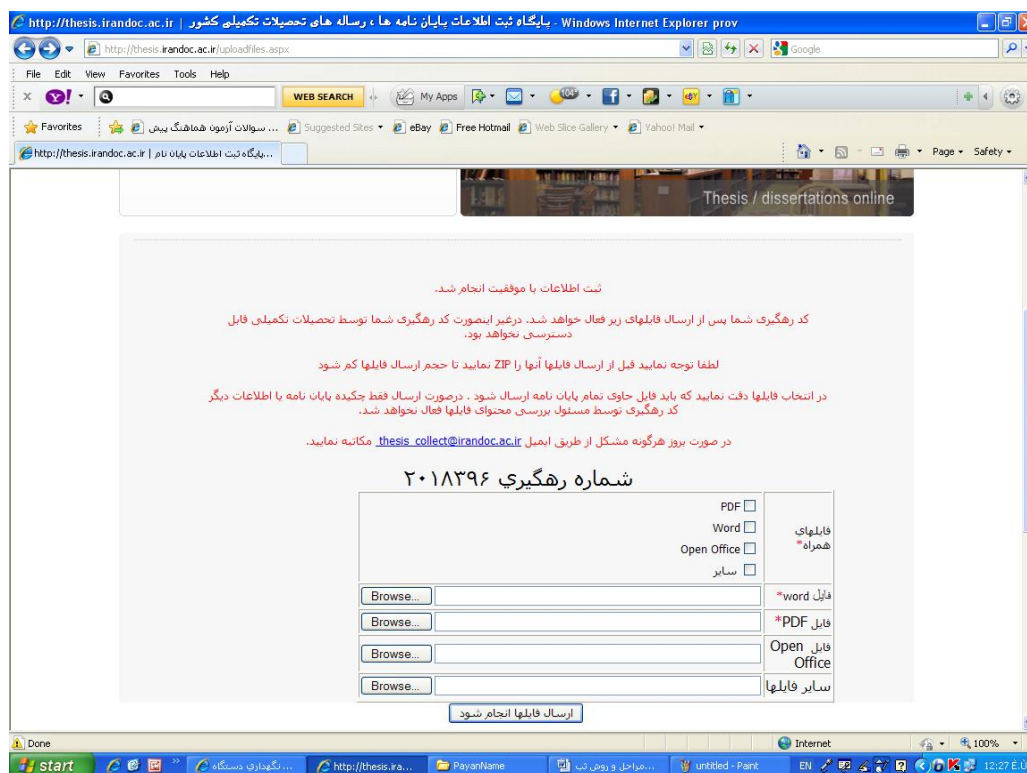 http://thesis.irandoc.ac.ir | پایگاه ثبت اطلاعات پایان نامه ها ، رساله های تحصیلات تکمیلی کشور - Windows Internet Explorer prov
http://thesis.irandoc.ac.ir/uploadfiles.aspx
Google
File Edit View Favorites Tools Help
WEB SEARCH My Apps 104°
Favorites سوالات آزمون هماهنگ پیش ... Suggested Sites eBay Free Hotmail Web Slice Gallery Yahoo! Mail
http://thesis.irandoc.ac.ir | پایگاه ثبت اطلاعات پایان نام... Page Safety
Thesis / dissertations online
ثبت اطلاعات با موفقیت انجام شد.
کد رهگیری شما پس از ارسال فایلهای زیر فعال خواهد شد. درغیر اینصورت کد رهگیری شما توسط تحصیلات تکمیلی قابل
دسترسی نخواهد بود.
لطفا توجه نمایید قبل از ارسال فایلها آنها را ZIP نمایید تا حجم ارسال فایلها کم شود
در انتخاب فایلها دقت نمایید که باید فایل حاوی تمام پایان نامه ارسال شود . درصورت ارسال فقط چکیده پایان نامه یا اطلاعات دیگر
کد رهگیری توسط مسئول بررسی محتوای فایلها فعال نخواهد شد.
در صورت بروز هرگونه مشکل از طریق ایمیل thesis_collect@irandoc.ac.ir مکاتبه نمایید.
شماره رهگيري ۲۰۱۸۳۹۶
PDF
Word
فایلهاي
همراه*
Open Office
سایر
فایل word*
Browse...
فایل PDF*
Browse...
فایل Open
Office
Browse...
سایر فایلها
Browse...
ارسال فایلها انجام شود
Done Internet 100%
start نگهداری دستگاه... http://thesis.ira... PayanName مراحل و روش ثب... untitled - Paint EN 12:27